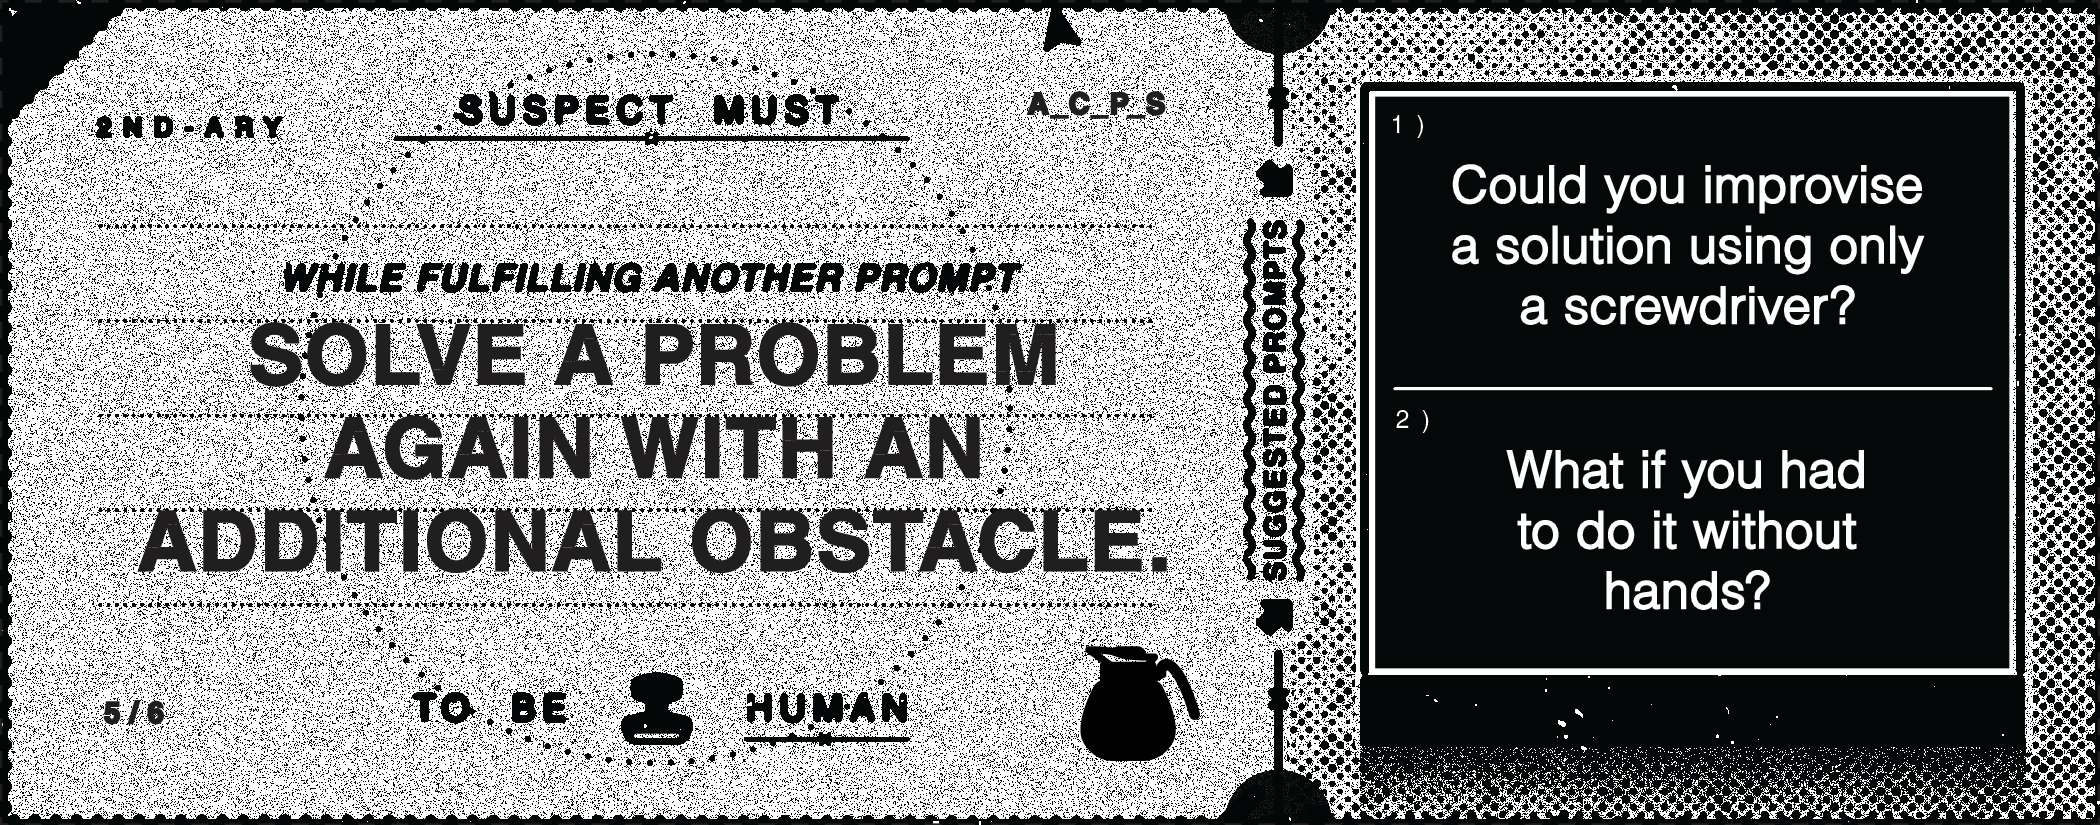 2ND-ARY
SUSPECT MUST
A_C_P_S
WHILE FULFILLING ANOTHER PROMPT
SOLVE A PROBLEM
AGAIN WITH AN
ADDITIONAL OBSTACLE.
5/6
TO BE HUMAN
SUGGESTED PROMPTS
1 )
Could you improvise
a solution using only
a screwdriver?
2 )
What if you had
to do it without
hands?